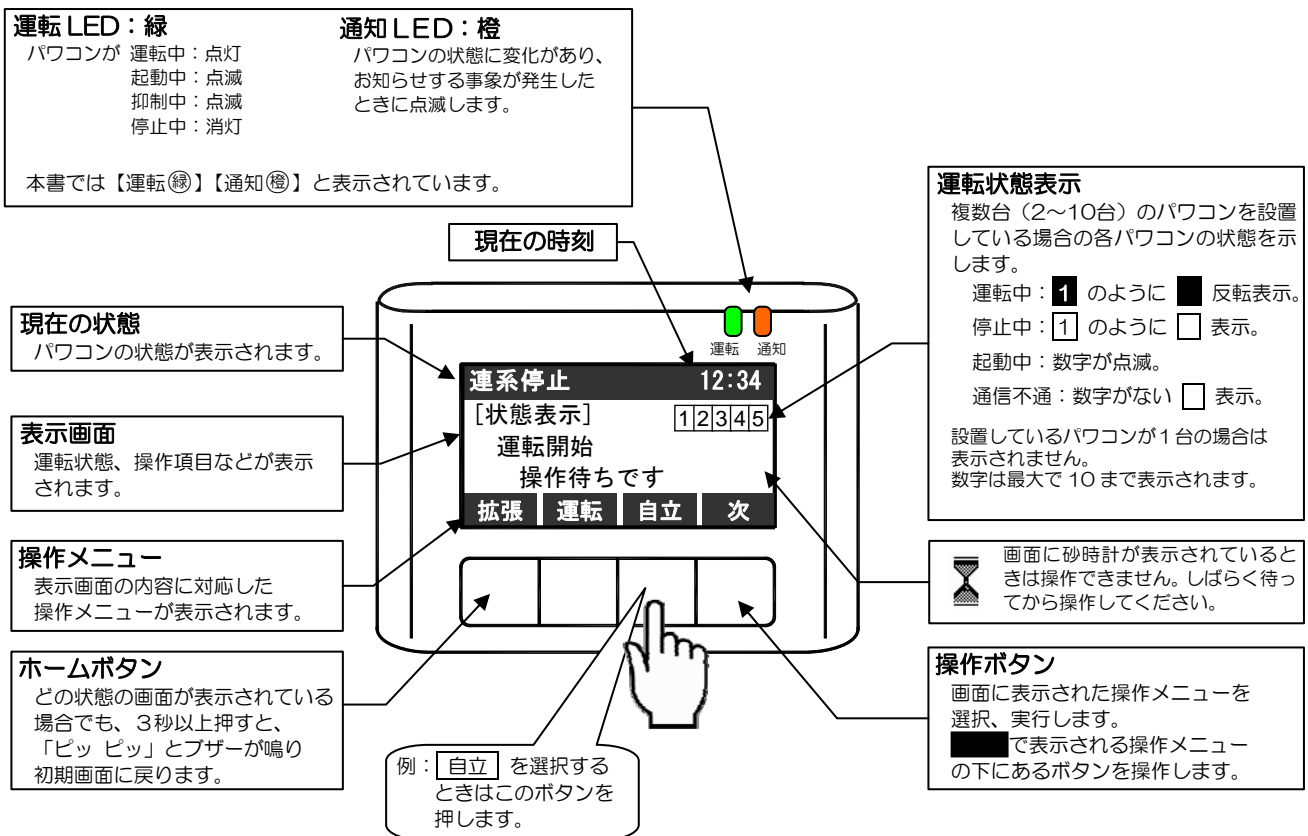 運転 LED：緑
パワコンが 運転中：点灯
起動中：点滅
抑制中：点滅
停止中：消灯
通知ＬＥＤ：橙
パワコンの状態に変化があり、
お知らせする事象が発生した
ときに点滅します。
本書では【運転㊊緑】【通知橙】と表示されています。
現在の時刻
現在の状態
パワコンの状態が表示されます。
表示画面
運転状態、操作項目などが表示
されます。
操作メニュー
表示画面の内容に対応した
操作メニューが表示されます。
ホームボタン
どの状態の画面が表示されている
場合でも、３秒以上押すと、
「ピッ ピッ」とブザーが鳴り
初期画面に戻ります。
運転 通知
連系停止 12:34
[状態表示] 1 2 3 4 5
運転開始
操作待ちです
拡張 運転 自立 次
例： 自立 を選択する
ときはこのボタンを
押します。
運転状態表示
複数台（2～10台）のパワコンを設置
している場合の各パワコンの状態を示
します。
運転中：1 のように ■ 反転表示。
停止中：1 のように □ 表示。
起動中：数字が点滅。
通信不通：数字がない □ 表示。
設置しているパワコンが１台の場合は
表示されません。
数字は最大で 10 まで表示されます。
画面に砂時計が表示されていると
きは操作できません。しばらく待っ
てから操作してください。
操作ボタン
画面に表示された操作メニューを
選択、実行します。
で表示される操作メニュー
の下にあるボタンを操作します。